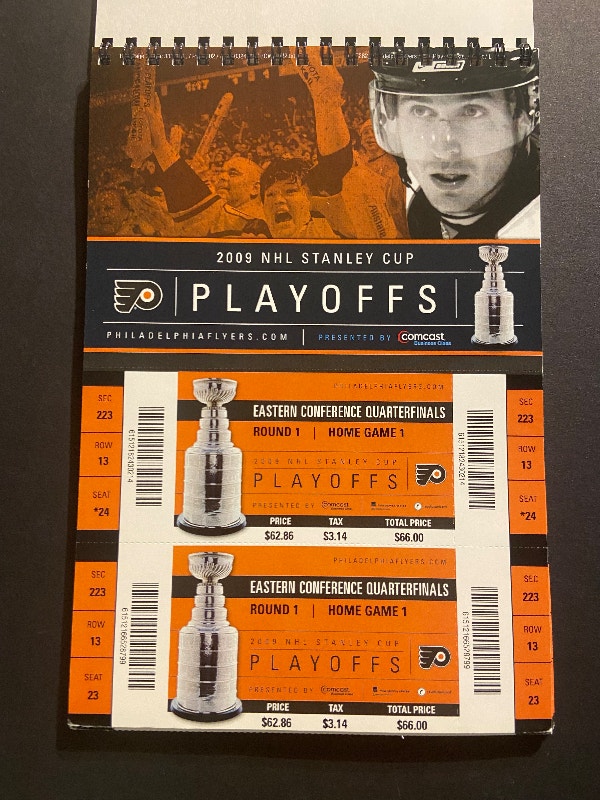 2009 NHL STANLEY CUP
PLAYOFFS
PHILADELPHIAFLYERS.COM
PRESENTED BY comcast
Business Class
PHILADELPHIAFLYERS.COM
EASTERN CONFERENCE QUARTERFINALS
ROUND 1 | HOME GAME 1
2009 NHL STANLEY CUP
PLAYOFFS
PRESENTED BY comcast
PRICE TAX TOTAL PRICE
$62.86 $3.14 $66.00
SEC
223
ROW
13
SEAT
*24
SEC
223
ROW
13
SEAT
*24
PHILADELPHIAFLYERS.COM
EASTERN CONFERENCE QUARTERFINALS
ROUND 1 | HOME GAME 1
2009 NHL STANLEY CUP
PLAYOFFS
PRESENTED BY comcast
PRICE TAX TOTAL PRICE
$62.86 $3.14 $66.00
SEC
223
ROW
13
SEAT
23
SEC
223
ROW
13
SEAT
23